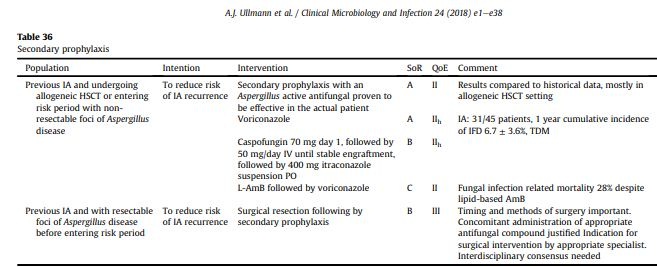 A.J. Ullmann et al. / Clinical Microbiology and Infection 24 (2018) e1–e38
Table 36
Secondary prophylaxis
Population Intention Intervention SoR QoE Comment
Previous IA and undergoing To reduce risk Secondary prophylaxis with an A II Results compared to historical data, mostly in
allogeneic HSCT or entering of IA recurrence Aspergillus active antifungal proven to allogeneic HSCT setting
risk period with non- be effective in the actual patient
resectable foci of Aspergillus Voriconazole A IIh IA: 31/45 patients, 1 year cumulative incidence
disease of IFD 6.7 ± 3.6%, TDM
Caspofungin 70 mg day 1, followed by B IIh
50 mg/day IV until stable engraftment,
followed by 400 mg itraconazole
suspension PO
L-AmB followed by voriconazole C II Fungal infection related mortality 28% despite
lipid-based AmB
Previous IA and with resectable To reduce risk Surgical resection following by B III Timing and methods of surgery important.
foci of Aspergillus disease of IA recurrence secondary prophylaxis Concomitant administration of appropriate
before entering risk period antifungal compound justified Indication for
surgical intervention by appropriate specialist.
Interdisciplinary consensus needed